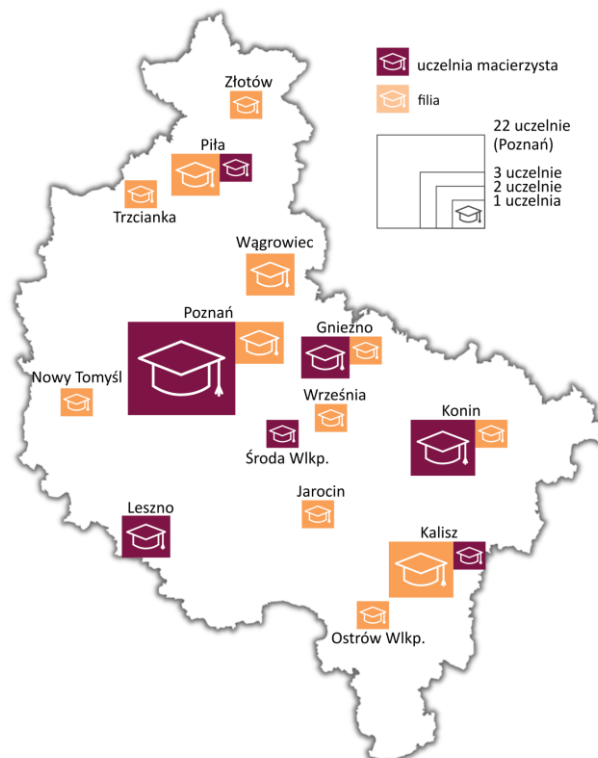 uczelnia macierzysta
filia
22 uczelnie
(Poznań)
3 uczelnie
2 uczelnie
1 uczelnia
Złotów
Piła
Trzcianka
Wągrowiec
Poznań
Gniezno
Nowy Tomyśl
Września
Konin
Środa Wlkp.
Jarocin
Leszno
Kalisz
Ostrów Wlkp.